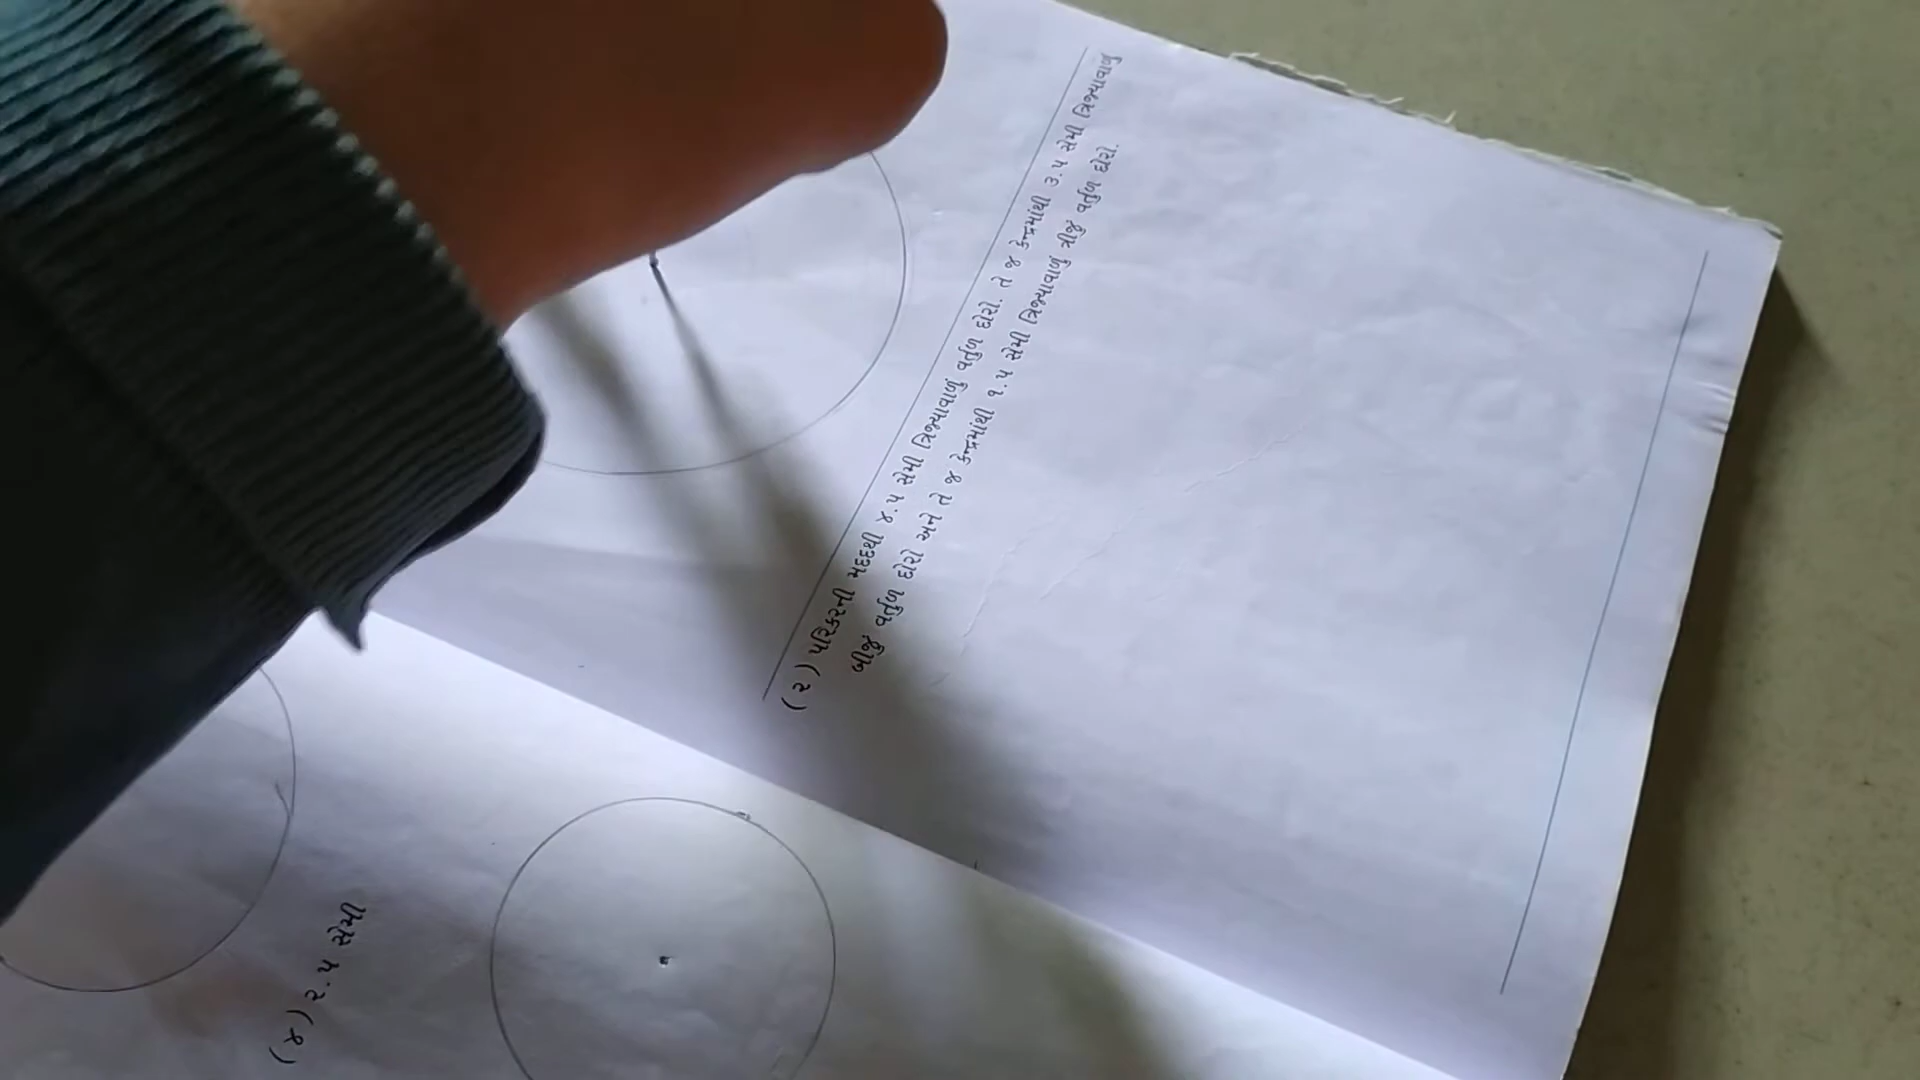 (૨) પરિકરની મદદથી ૪.૫ સેમી ત્રિજ્યાવાળું વર્તુળ દોરો. તે જ કેન્દ્રમાંથી ૩.૫ સેમી ત્રિજ્યાવાળું
બીજું વર્તુળ દોરો અને તે જ કેન્દ્રમાંથી ૧.૫ સેમી ત્રિજ્યાવાળું ત્રીજું વર્તુળ દોરો.
(૪) ૨.૫ સેમી